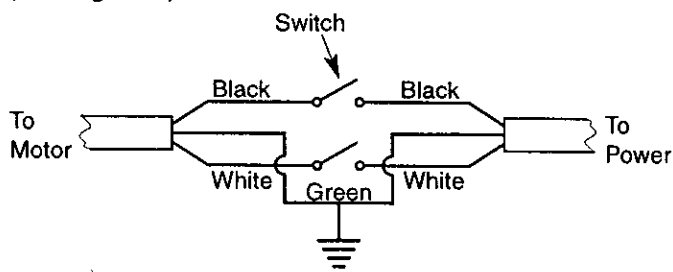 Switch
Black
Black
To
Motor
To
Power
White
Green
White